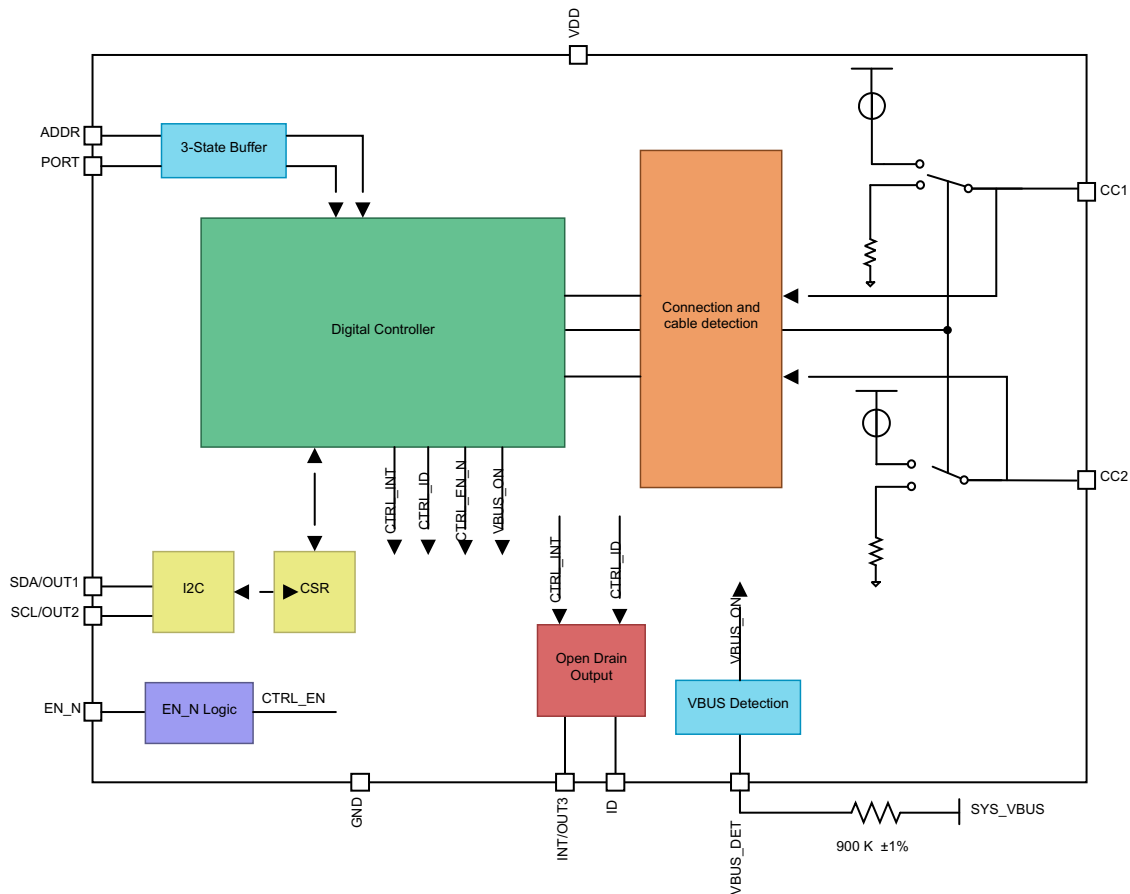 VDD
ADDR
PORT
3-State Buffer
CC1
Digital Controller
Connection and
cable detection
CTRL_INT
CTRL_ID
CTRL_EN_N
VBUS_ON
CC2
CTRL_INT
CTRL_ID
SDA/OUT1
SCL/OUT2
I2C
CSR
VBUS_ON
Open Drain
Output
EN_N
EN_N Logic
CTRL_EN
VBUS Detection
GND
INT/OUT3
ID
VBUS_DET
SYS_VBUS
900 K ±1%